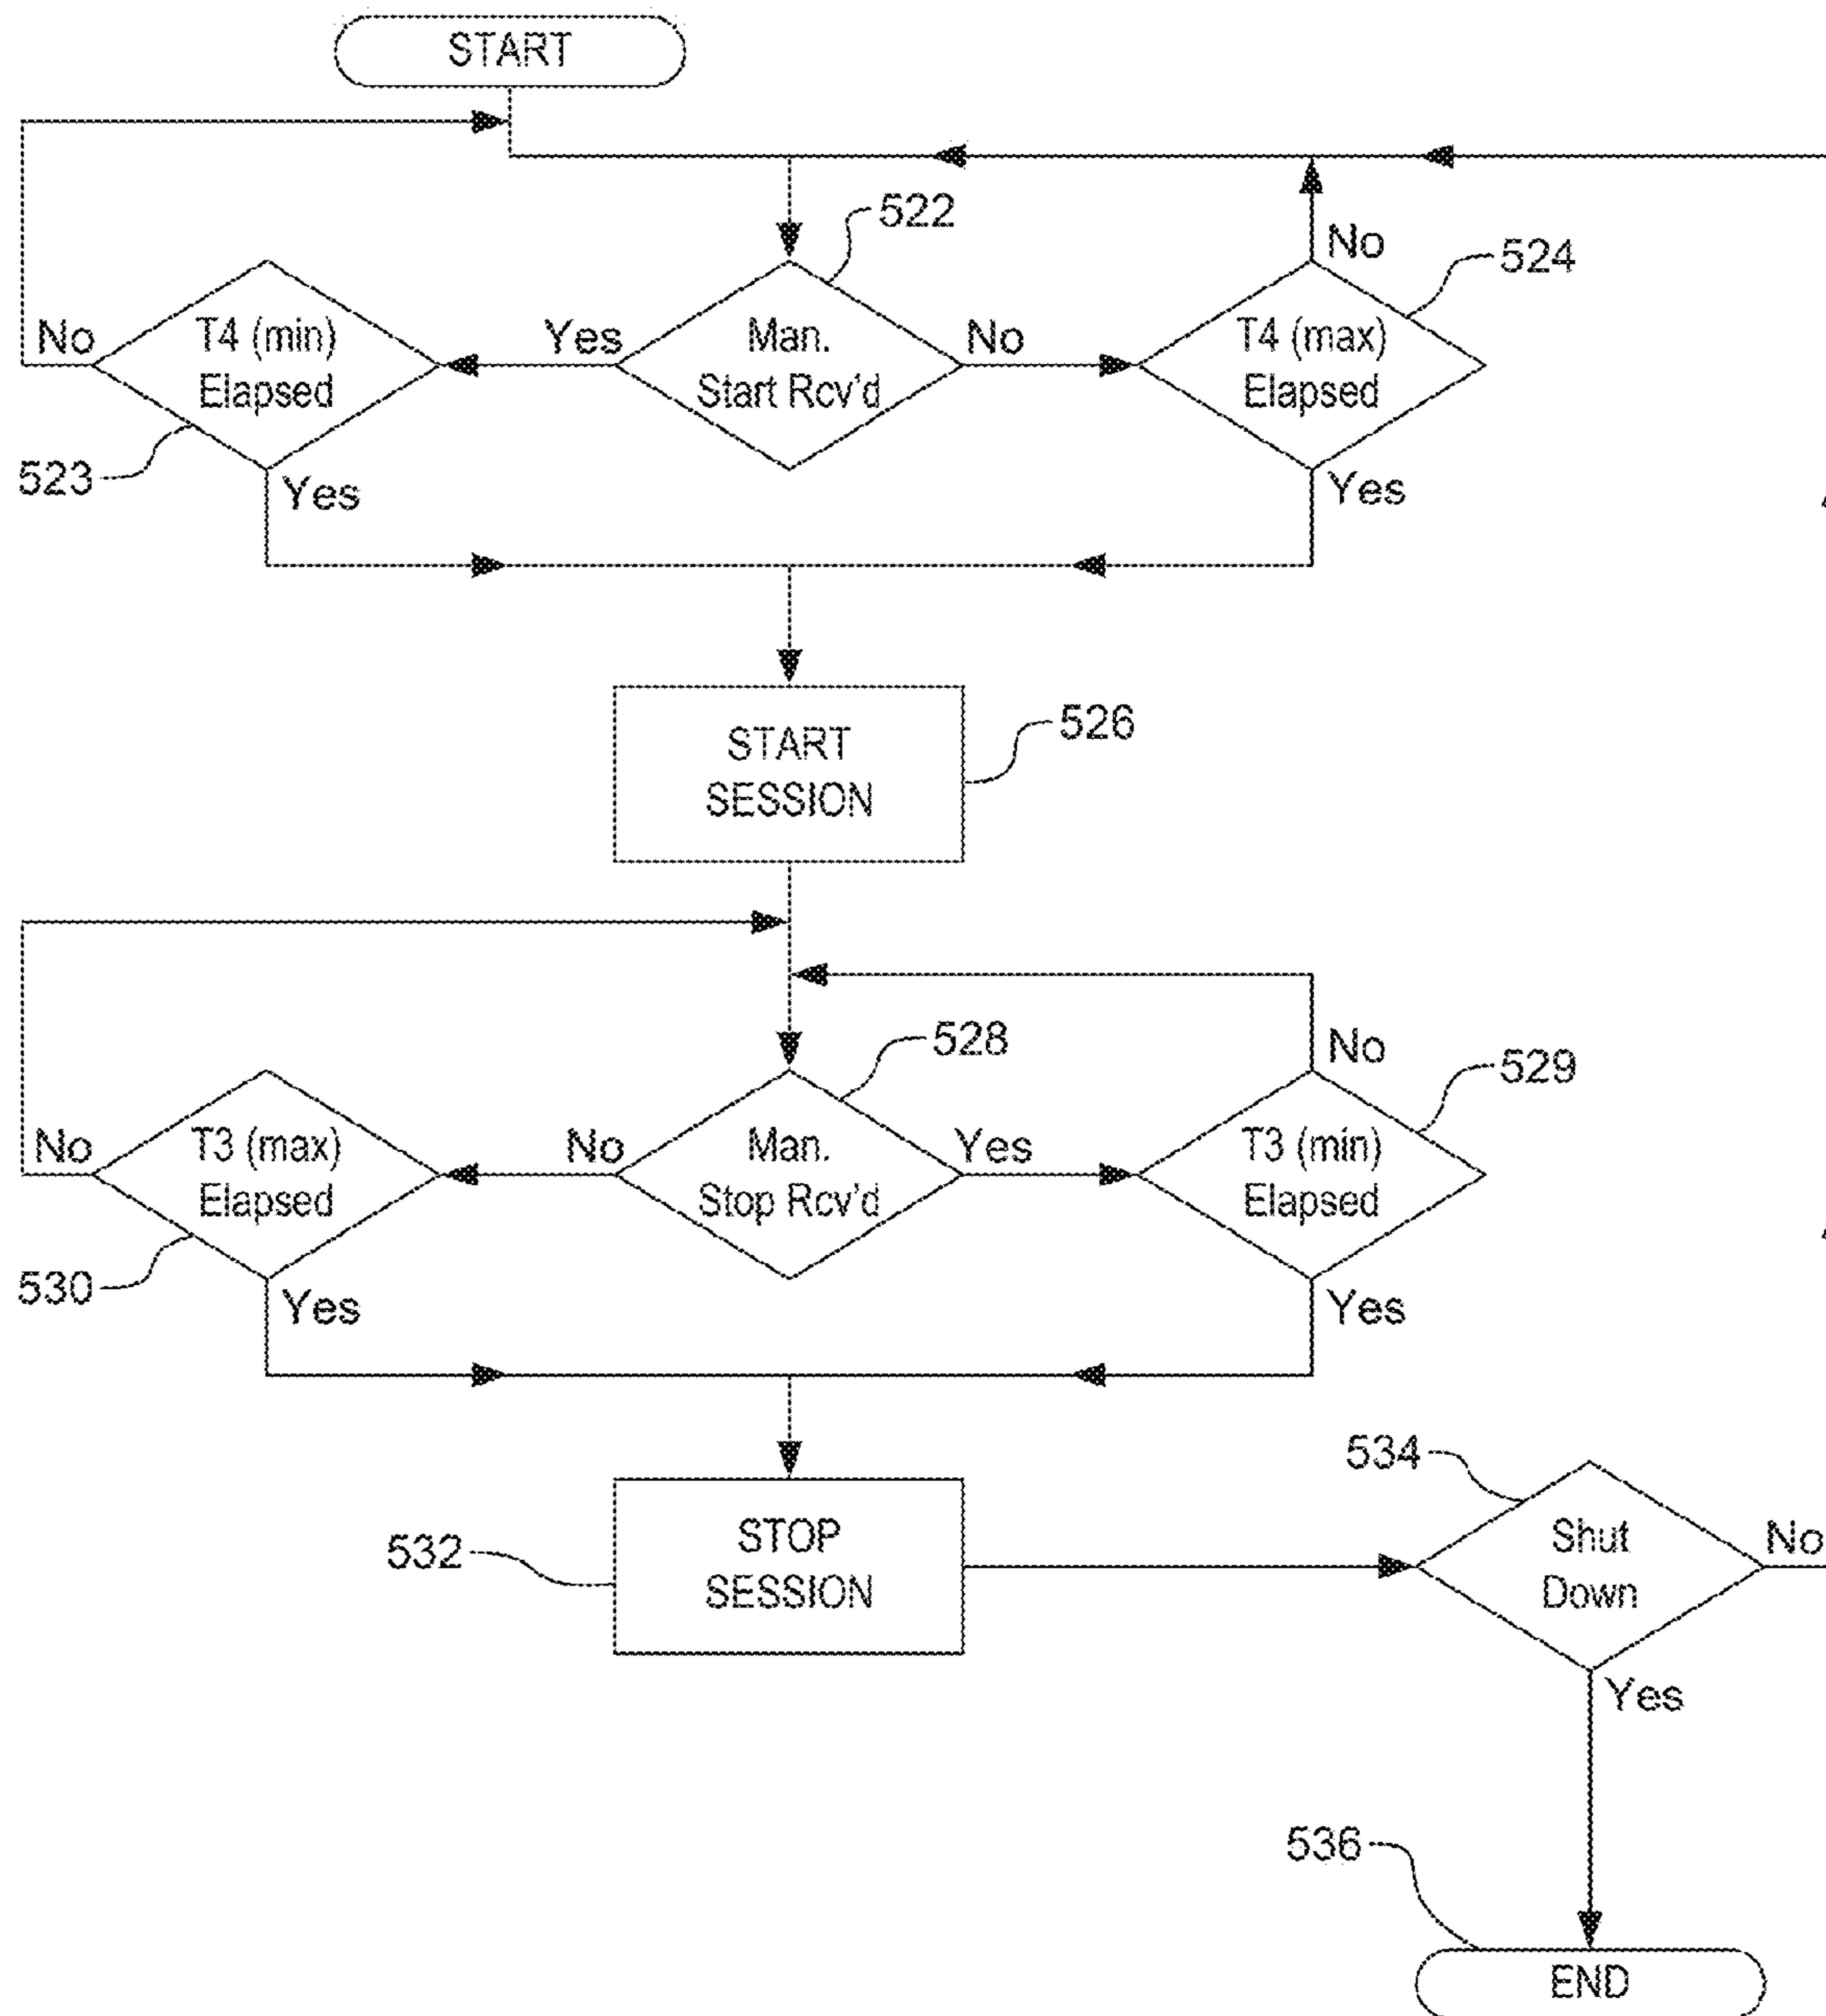 START
522
524
No
No
T4 (min)
Elapsed
Yes
Man.
Start Rcv'd
No
T4 (max)
Elapsed
523
Yes
Yes
START
SESSION
526
528
529
No
No
T3 (max)
Elapsed
No
Man.
Stop Rcv'd
Yes
T3 (min)
Elapsed
530
Yes
Yes
534
532
STOP
SESSION
Shut
Down
No
Yes
536
END